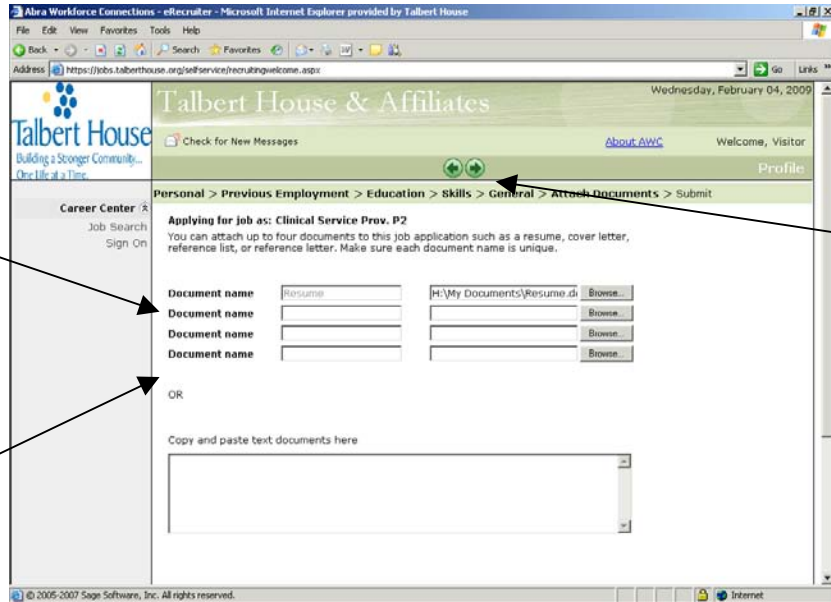 Abra Workforce Connections - eRecruiter - Microsoft Internet Explorer provided by Talbert House
File Edit View Favorites Tools Help
Back Search Favorites
Address https://jobs.talberthouse.org/selfservice/recruitingwelcome.aspx Go Links »
Talbert House
Building a Stronger Community...
One Life at a Time.
Talbert House & Affiliates
Wednesday, February 04, 2009
Check for New Messages About AWC Welcome, Visitor
Profile
Career Center
Job Search
Sign On
Personal > Previous Employment > Education > Skills > General > Attach Documents > Submit
Applying for job as: Clinical Service Prov. P2
You can attach up to four documents to this job application such as a resume, cover letter,
reference list, or reference letter. Make sure each document name is unique.
Document name Resume H:\My Documents\Resume.d Browse...
Document name Browse...
Document name Browse...
Document name Browse...
OR
Copy and paste text documents here
© 2005-2007 Sage Software, Inc. All rights reserved. Internet